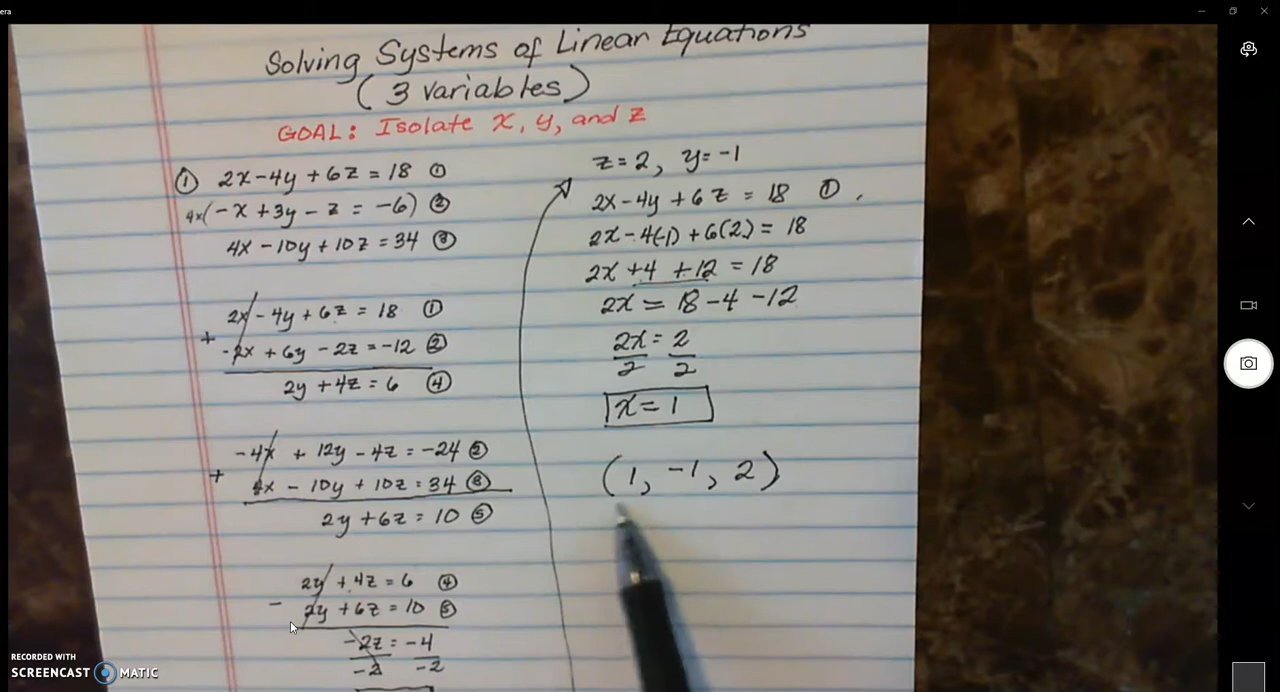 era
Solving Systems of Linear Equations
(3 variables)
GOAL: Isolate x, y, and z
① 2x - 4y + 6z = 18 ①
4x(-x + 3y - z = -6) ②
4x - 10y + 10z = 34 ③
2x - 4y + 6z = 18 ①
+ -2x + 6y - 2z = -12 ②
2y + 4z = 6 ④
-4x + 12y - 4z = -24 ②
+ 4x - 10y + 10z = 34 ③
2y + 6z = 10 ⑤
2y + 4z = 6 ④
- 2y + 6z = 10 ⑤
-2z = -4
-2 -2
z = 2, y = -1
2x - 4y + 6z = 18 ①.
2x - 4(-1) + 6(2) = 18
2x + 4 + 12 = 18
2x = 18 - 4 - 12
2x = 2
2 2
x = 1
(1, -1, 2)
RECORDED WITH
SCREENCAST MATIC